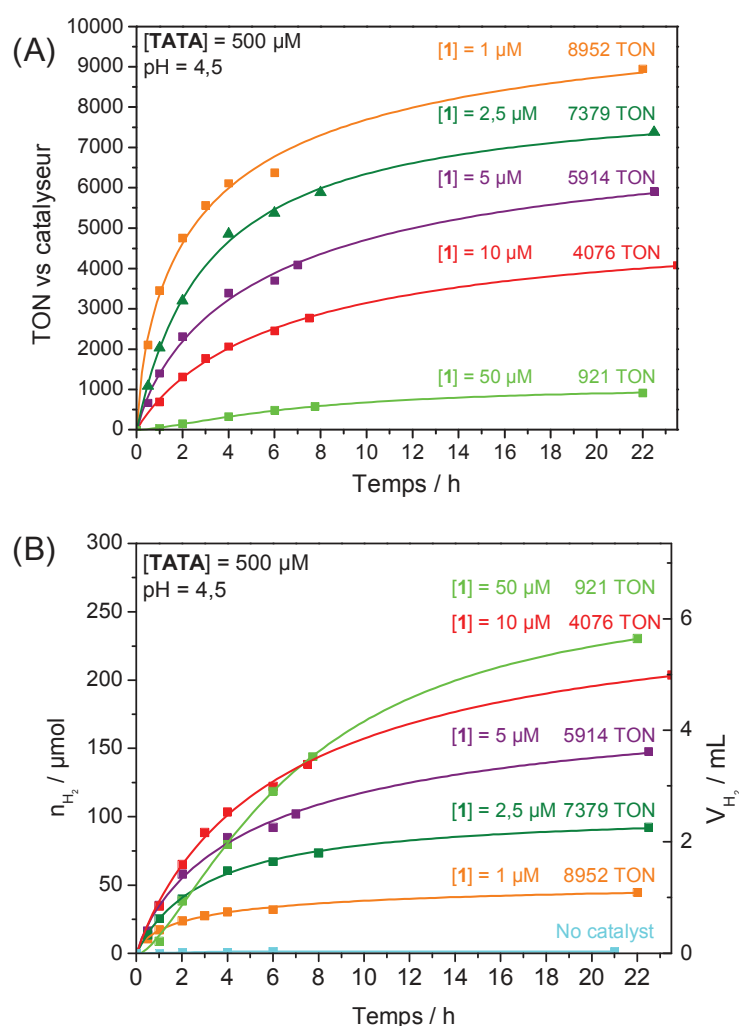 (A)
[TATA] = 500 µM
pH = 4,5
[1] = 1 µM 8952 TON
[1] = 2,5 µM 7379 TON
[1] = 5 µM 5914 TON
[1] = 10 µM 4076 TON
[1] = 50 µM 921 TON
TON vs catalyseur
10000
9000
8000
7000
6000
5000
4000
3000
2000
1000
0
0 2 4 6 8 10 12 14 16 18 20 22
Temps / h
(B)
[TATA] = 500 µM
pH = 4,5
[1] = 50 µM 921 TON
[1] = 10 µM 4076 TON
[1] = 5 µM 5914 TON
[1] = 2,5 µM 7379 TON
[1] = 1 µM 8952 TON
No catalyst
n_H2 / µmol
300
250
200
150
100
50
0
V_H2 / mL
6
4
2
0
0 2 4 6 8 10 12 14 16 18 20 22
Temps / h